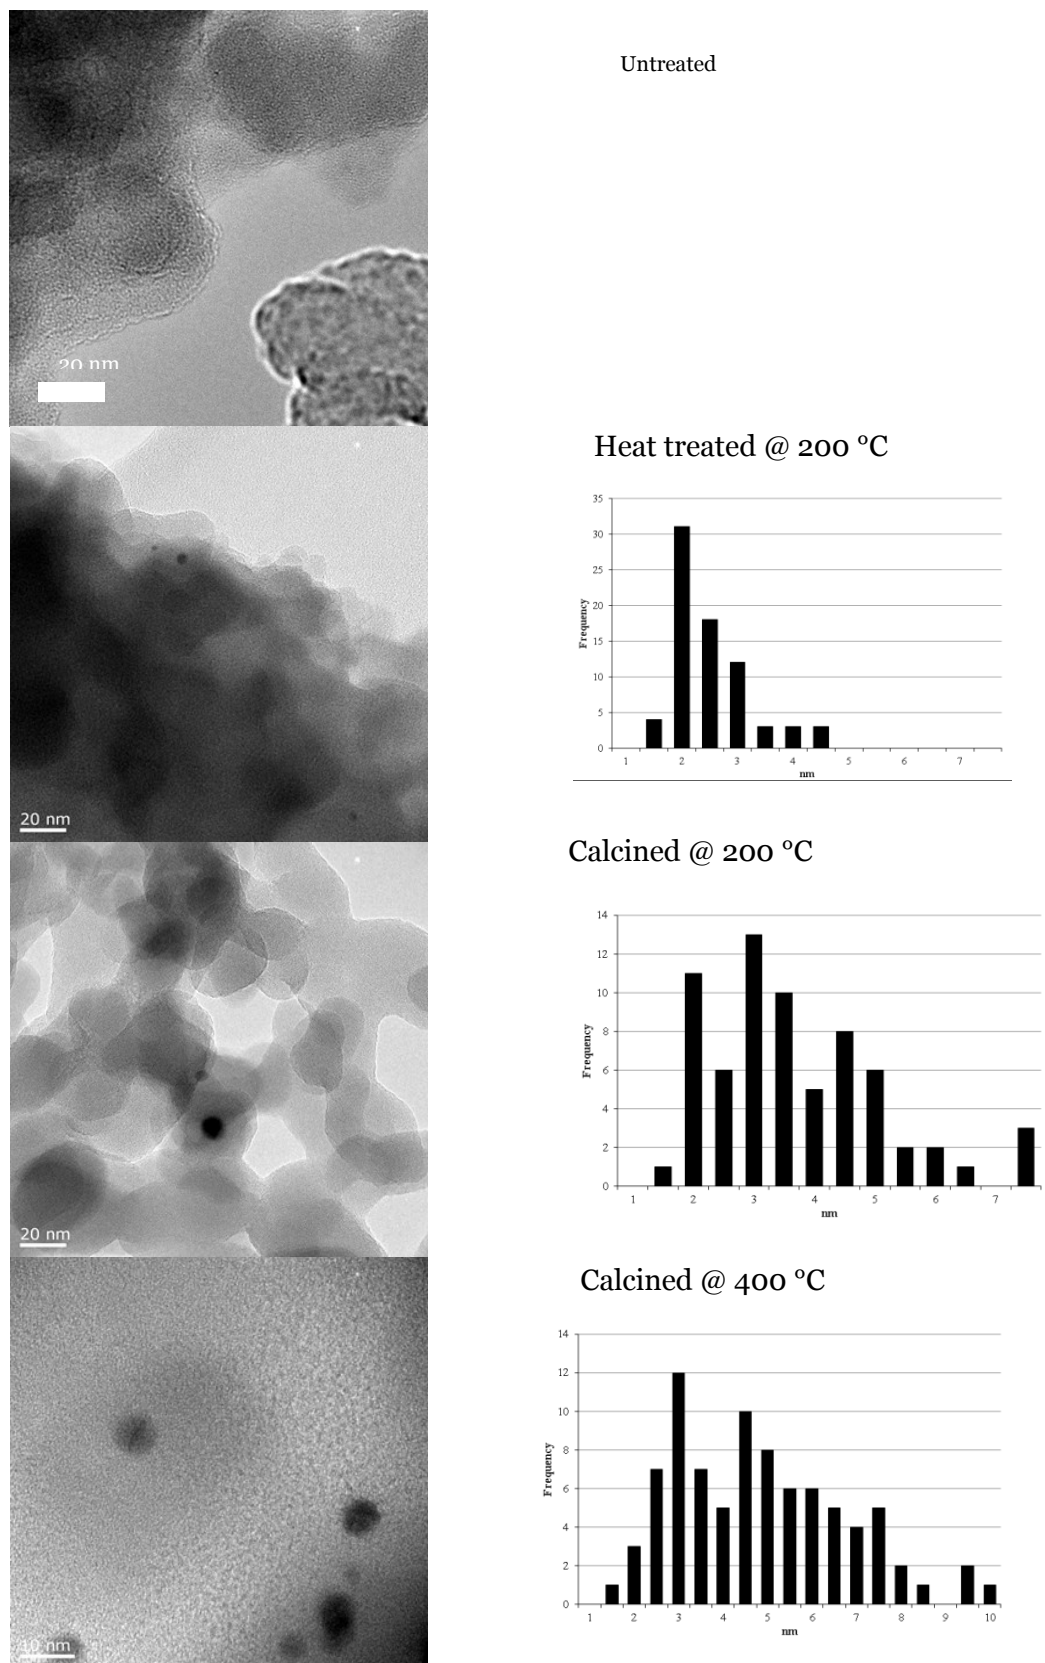 Untreated
20 nm
Heat treated @ 200 °C
35
30
25
20
15
10
5
0
Frequency
1 2 3 4 5 6 7
nm
20 nm
Calcined @ 200 °C
14
12
10
8
6
4
2
0
Frequency
1 2 3 4 5 6 7
nm
20 nm
Calcined @ 400 °C
14
12
10
8
6
4
2
0
Frequency
1 2 3 4 5 6 7 8 9 10
nm
10 nm